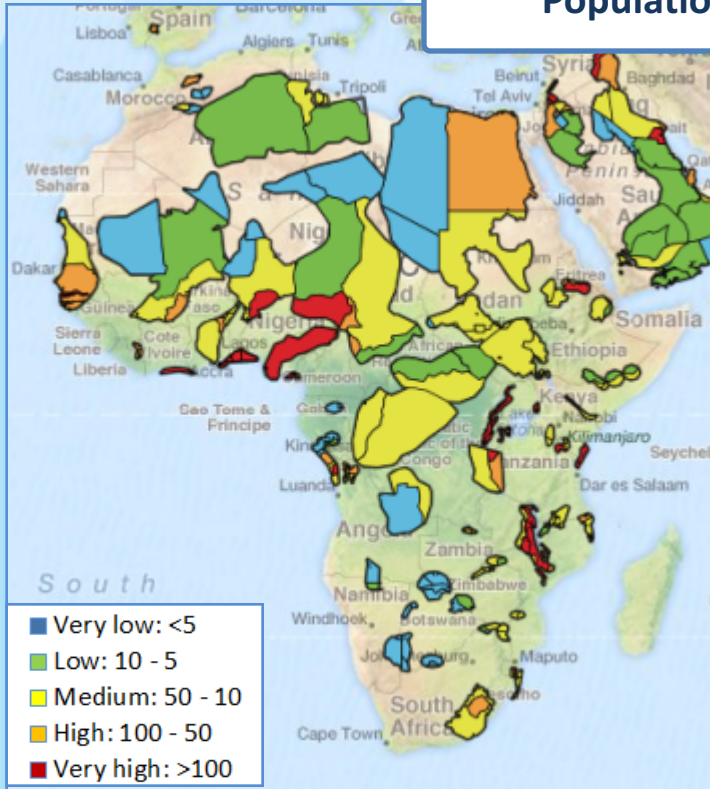 Populatio
Portugal
Spain
Barcelona
Lisboa
Algiers
Tunis
Casablanca
Morocco
Tripoli
Syria
Beirut
Baghdad
Tel Aviv
Western
Sahara
Jiddah
Dakar
Nigeria
Eritrea
Sierra
Leone
Liberia
Cote
Ivoire
Lagos
Accra
Somalia
Ethiopia
Kenya
Nairobi
Kilimanjaro
Sao Tome &
Principe
Congo
Tanzania
Luanda
Dar es Salaam
Seychel
Angola
Zambia
South
Namibia
Zimbabwe
Windhoek
Botswana
Maputo
South
Africa
Cape Town
Very low: <5
Low: 10 - 5
Medium: 50 - 10
High: 100 - 50
Very high: >100